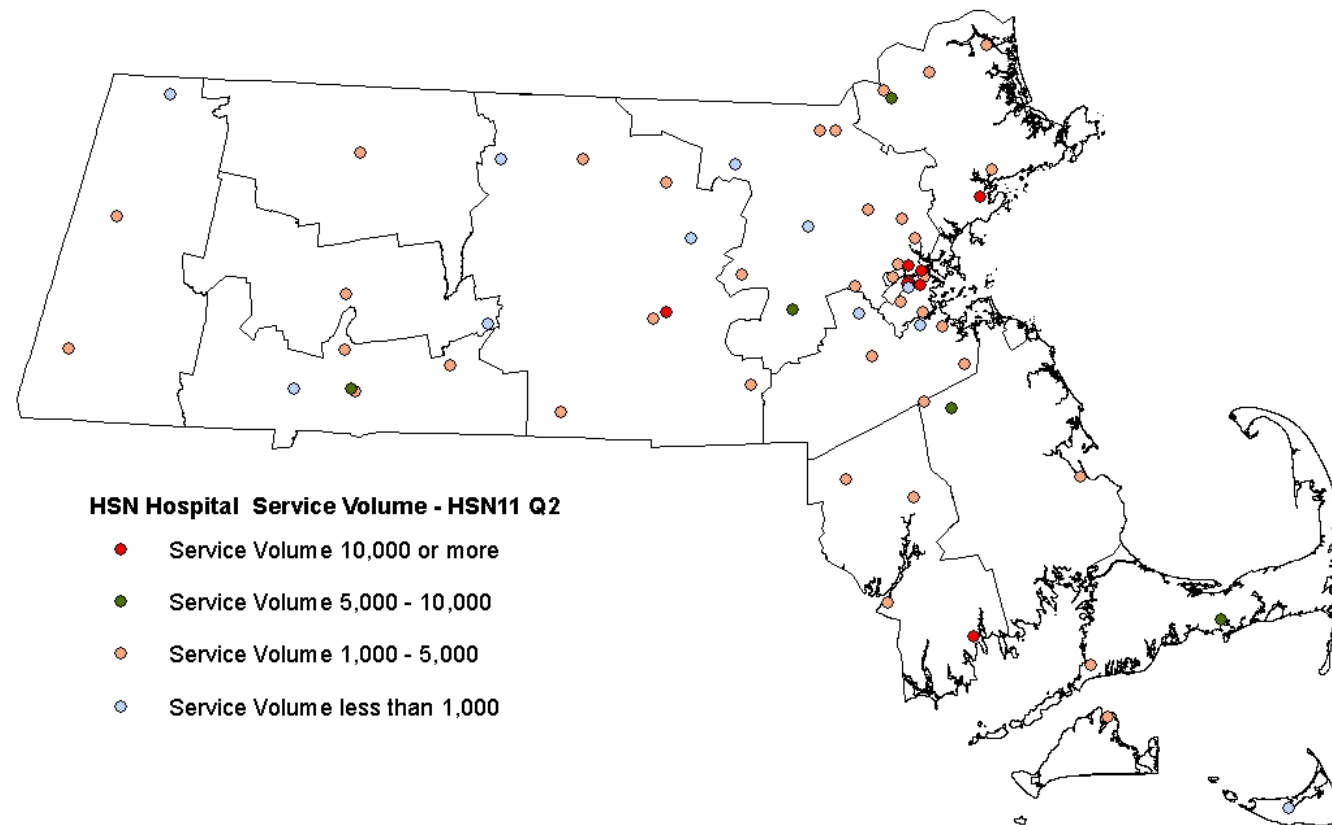 HSN Hospital Service Volume - HSN11 Q2
Service Volume 10,000 or more
Service Volume 5,000 - 10,000
Service Volume 1,000 - 5,000
Service Volume less than 1,000